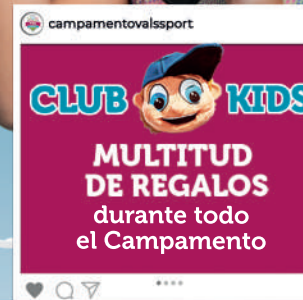 campamentovalssport
CLUB KIDS
MULTITUD
DE REGALOS
durante todo
el Campamento